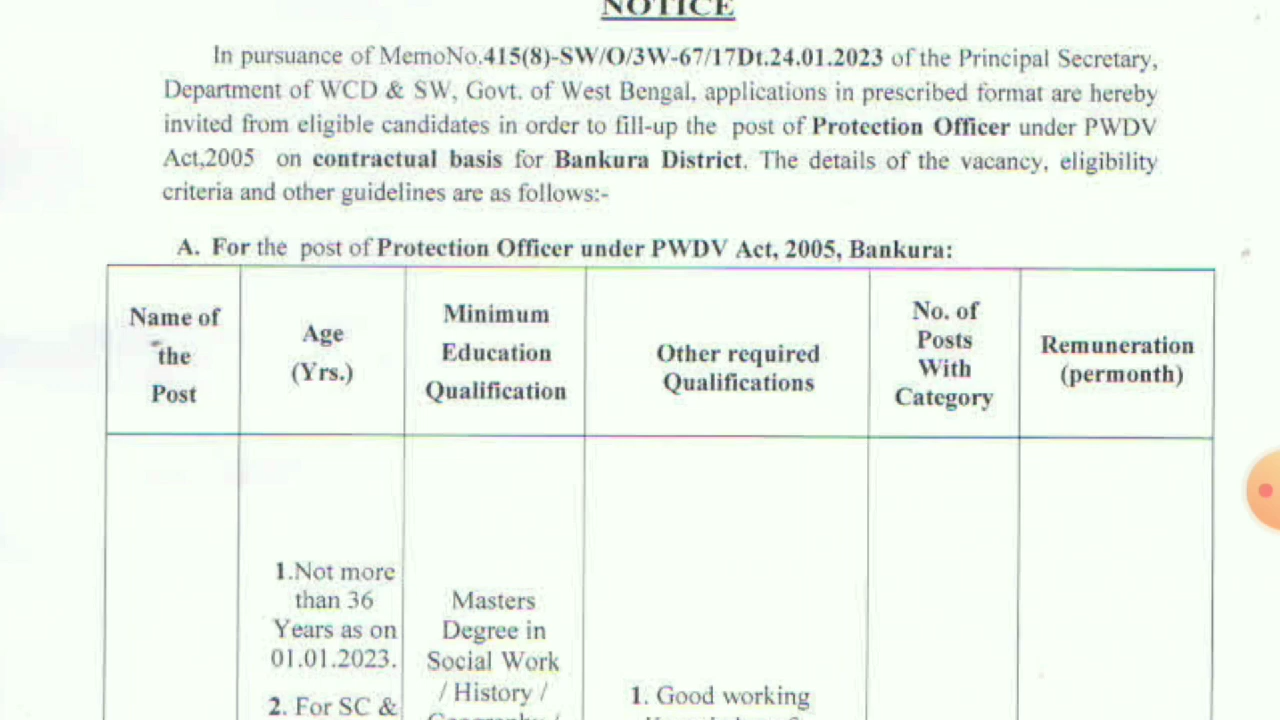 NOTICE
In pursuance of MemoNo.415(8)-SW/O/3W-67/17Dt.24.01.2023 of the Principal Secretary,
Department of WCD & SW, Govt. of West Bengal, applications in prescribed format are hereby
invited from eligible candidates in order to fill-up the post of Protection Officer under PWDV
Act,2005 on contractual basis for Bankura District. The details of the vacancy, eligibility
criteria and other guidelines are as follows:-
A. For the post of Protection Officer under PWDV Act, 2005, Bankura:
Name of
the
Post
Age
(Yrs.)
Minimum
Education
Qualification
Other required
Qualifications
No. of
Posts
With
Category
Remuneration
(permonth)
1.Not more
than 36
Years as on
01.01.2023.
2. For SC &
Masters
Degree in
Social Work
/ History /
1. Good working